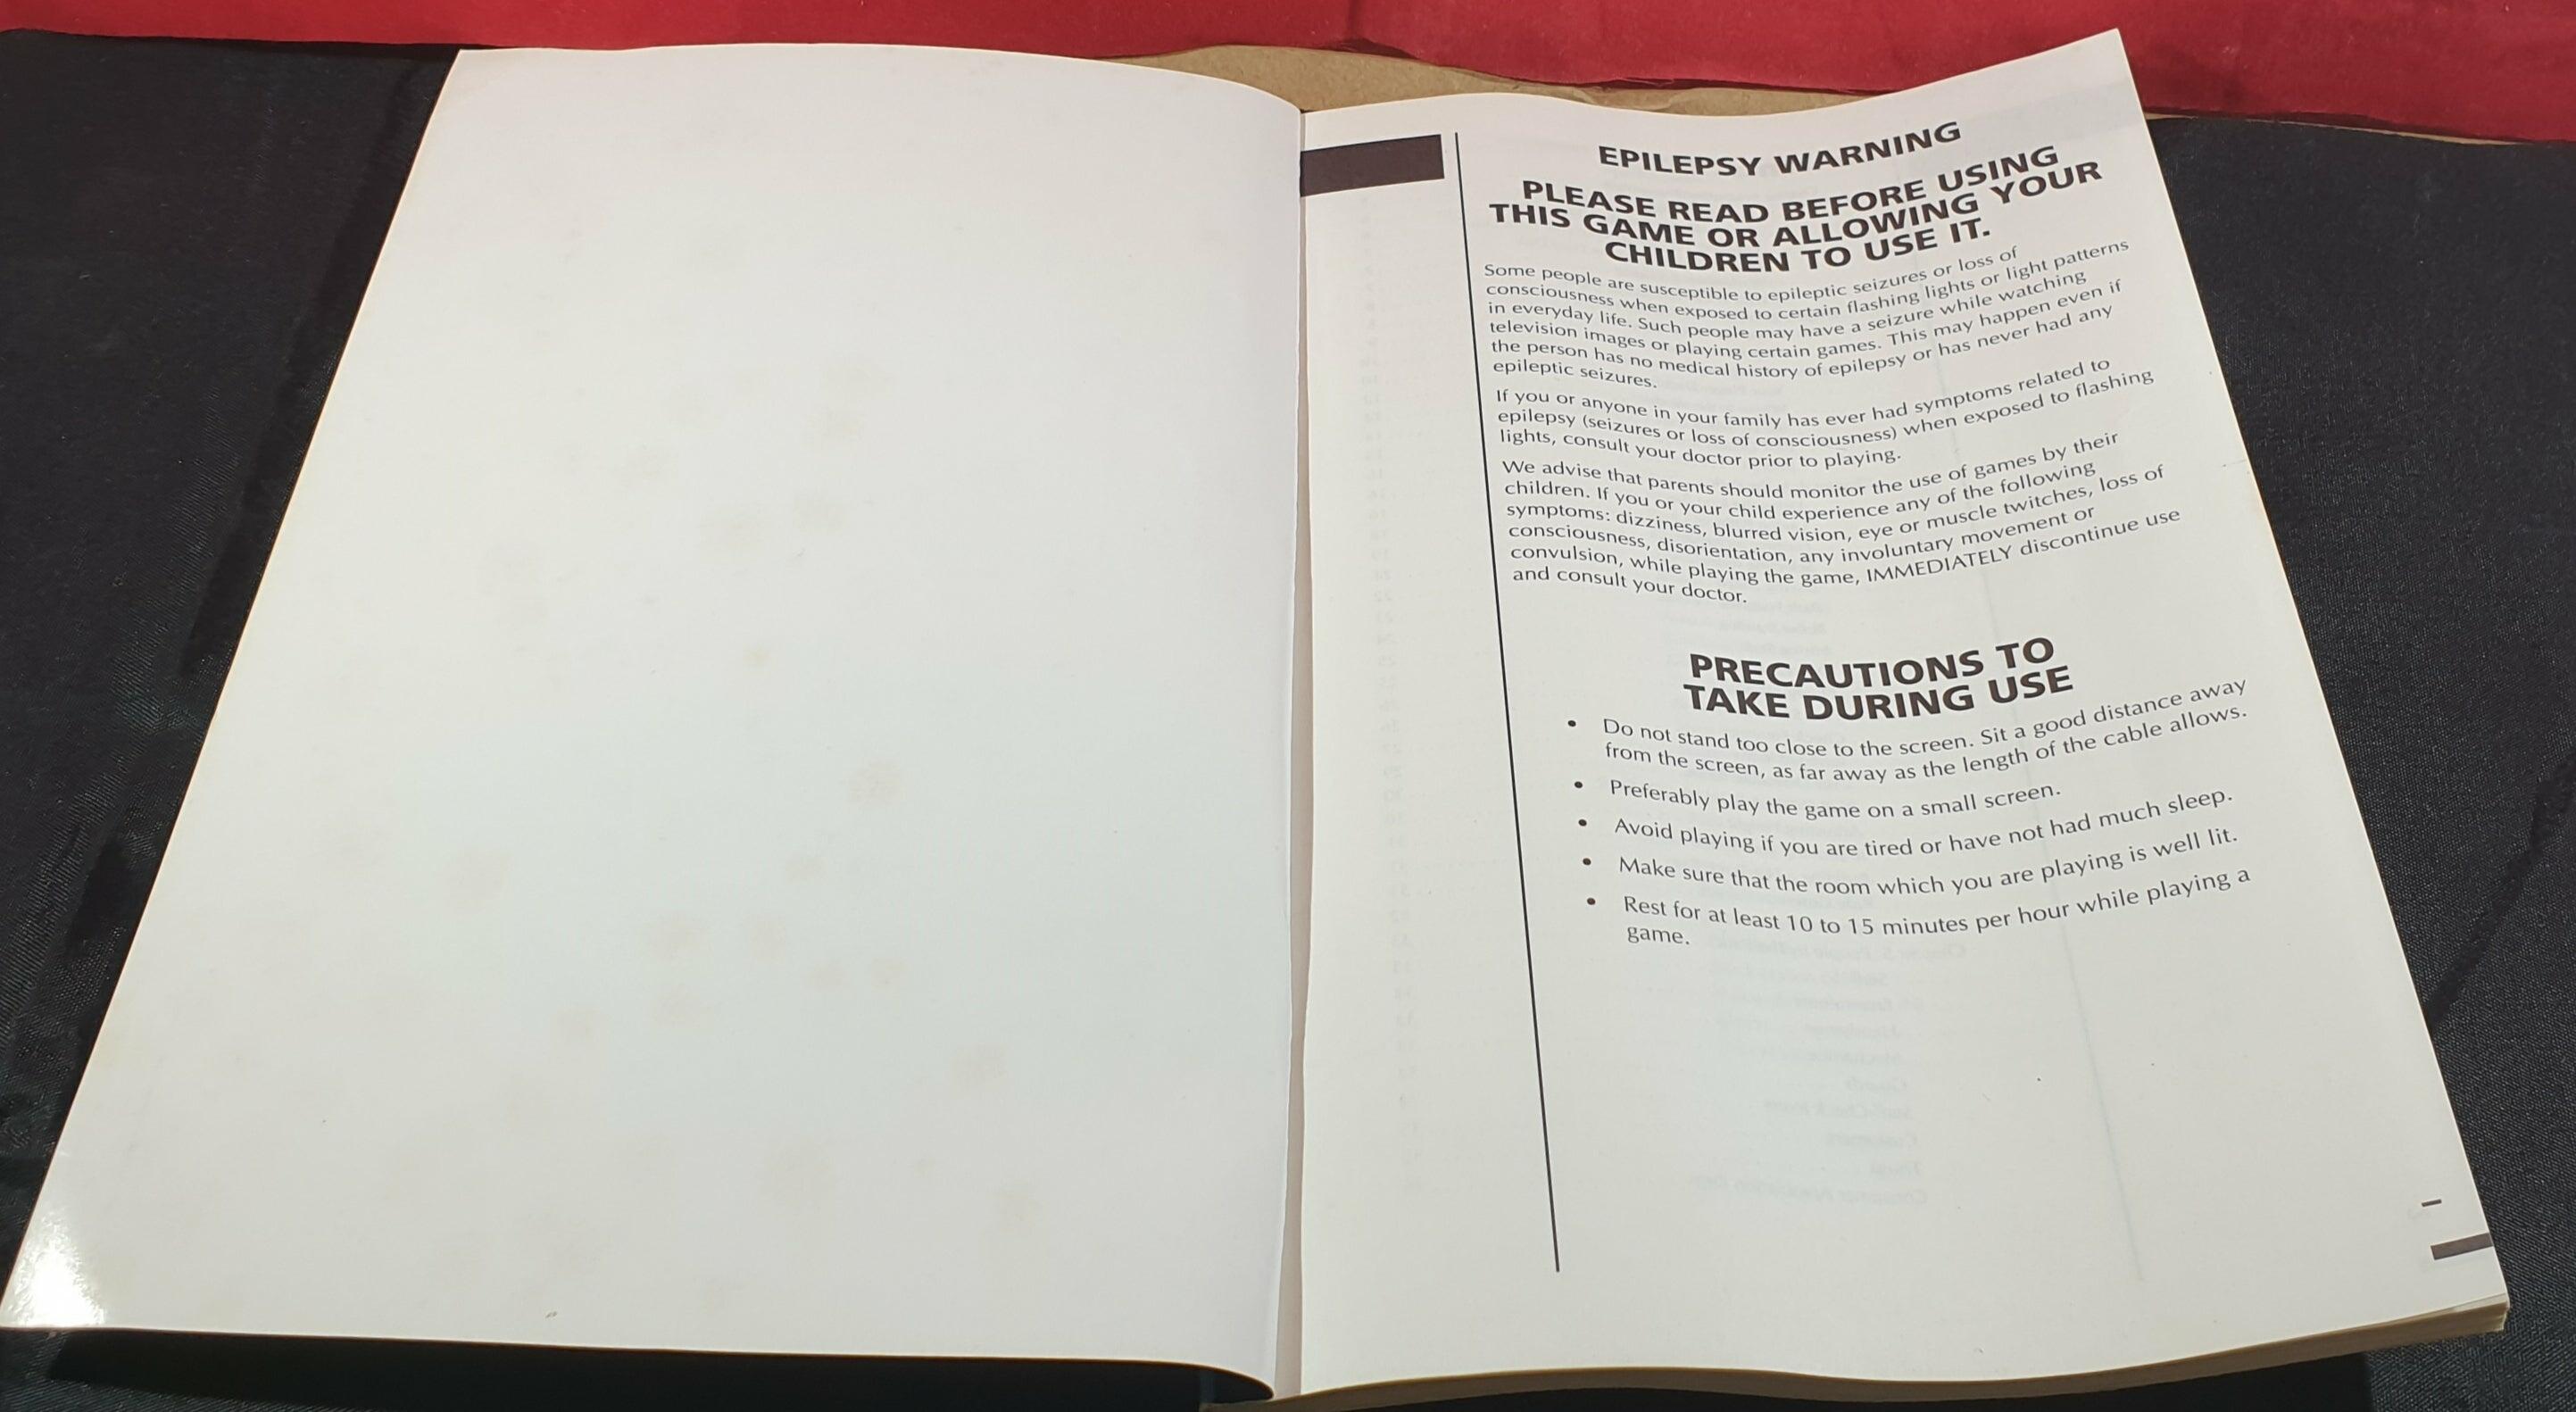 EPILEPSY WARNING
PLEASE READ BEFORE USING
THIS GAME OR ALLOWING YOUR
CHILDREN TO USE IT.
Some people are susceptible to epileptic seizures or loss of
consciousness when exposed to certain flashing lights or light patterns
in everyday life. Such people may have a seizure while watching
television images or playing certain games. This may happen even if
the person has no medical history of epilepsy or has never had any
epileptic seizures.
If you or anyone in your family has ever had symptoms related to
epilepsy (seizures or loss of consciousness) when exposed to flashing
lights, consult your doctor prior to playing.
We advise that parents should monitor the use of games by their
children. If you or your child experience any of the following
symptoms: dizziness, blurred vision, eye or muscle twitches, loss of
consciousness, disorientation, any involuntary movement or
convulsion, while playing the game, IMMEDIATELY discontinue use
and consult your doctor.
PRECAUTIONS TO
TAKE DURING USE
• Do not stand too close to the screen. Sit a good distance away
from the screen, as far away as the length of the cable allows.
• Preferably play the game on a small screen.
• Avoid playing if you are tired or have not had much sleep.
• Make sure that the room which you are playing is well lit.
• Rest for at least 10 to 15 minutes per hour while playing a
game.